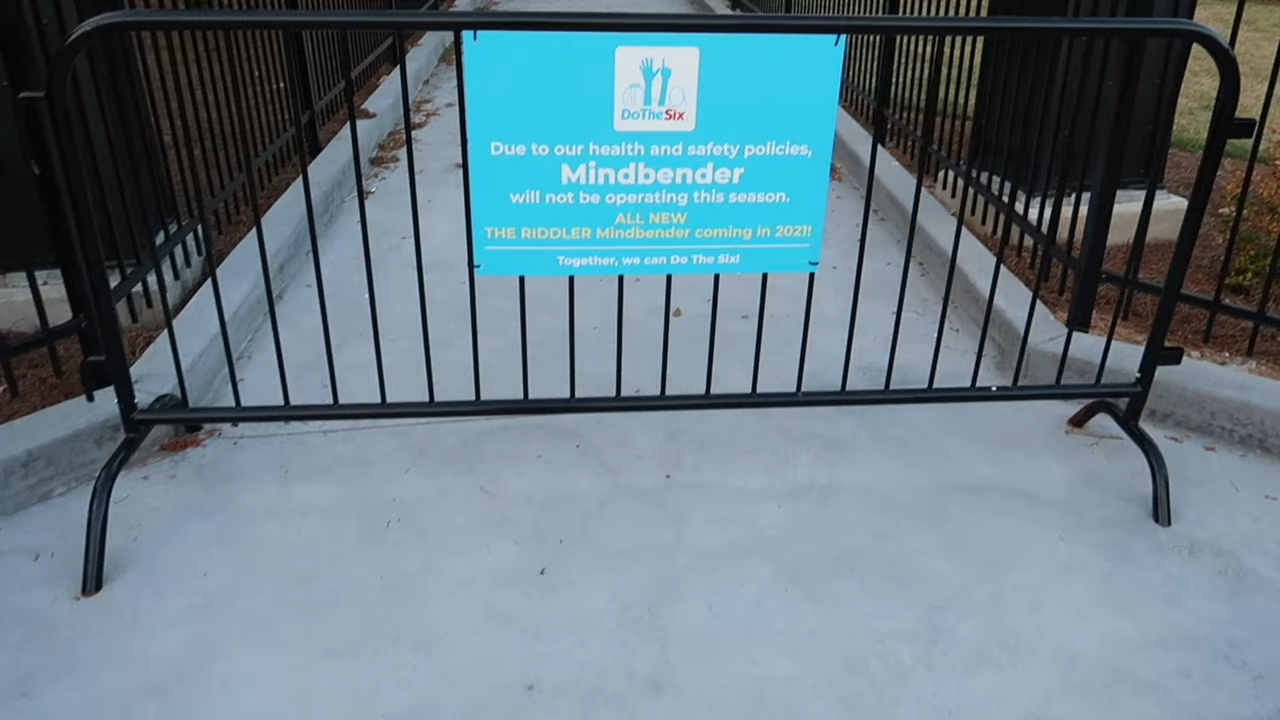 DoTheSix
Due to our health and safety policies,
Mindbender
will not be operating this season.
ALL NEW
THE RIDDLER Mindbender coming in 2021!
Together, we can Do The Six!